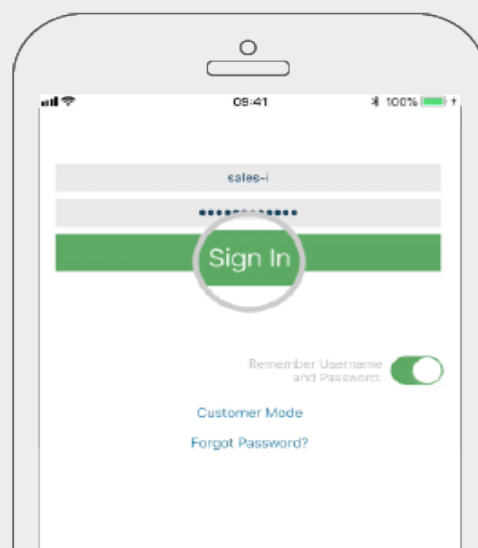 09:41 100%
sales-i
Sign In
Remember Username
and Password.
Customer Mode
Forgot Password?